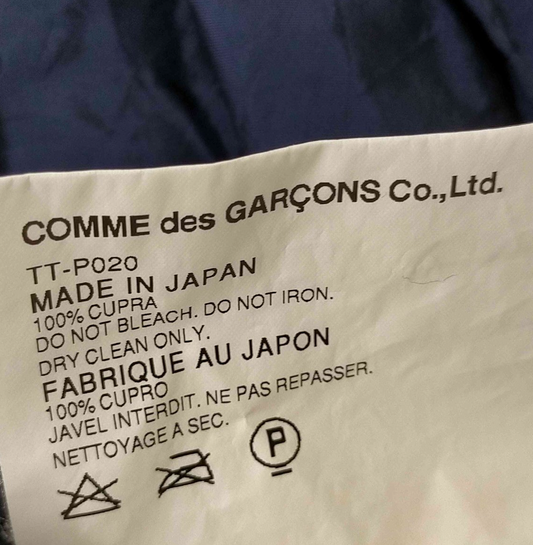 COMME des GARÇONS Co.,Ltd.
TT-P020
MADE IN JAPAN
100% CUPRA
DO NOT BLEACH. DO NOT IRON.
DRY CLEAN ONLY.
FABRIQUE AU JAPON
100% CUPRO
JAVEL INTERDIT. NE PAS REPASSER.
NETTOYAGE A SEC.
P